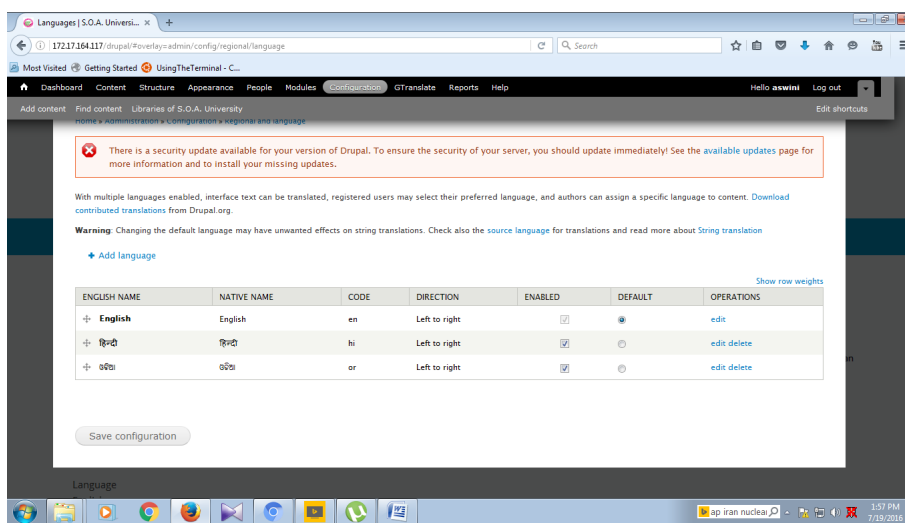 Languages | S.O.A. Universi... × +
172.17.164.117/drupal/#overlay=admin/config/regional/language Search
Most Visited Getting Started UsingTheTerminal - C...
Dashboard Content Structure Appearance People Modules Configuration GTranslate Reports Help Hello aswini Log out
Add content Find content Libraries of S.O.A. University Edit shortcuts
Home » Administration » Configuration » Regional and language
There is a security update available for your version of Drupal. To ensure the security of your server, you should update immediately! See the available updates page for
more information and to install your missing updates.
With multiple languages enabled, interface text can be translated, registered users may select their preferred language, and authors can assign a specific language to content. Download
contributed translations from Drupal.org.
Warning: Changing the default language may have unwanted effects on string translations. Check also the source language for translations and read more about String translation
+ Add language
Show row weights
ENGLISH NAME NATIVE NAME CODE DIRECTION ENABLED DEFAULT OPERATIONS
English English en Left to right edit
हिन्दी हिन्दी hi Left to right edit delete
ଓଡିଆ ଓଡିଆ or Left to right edit delete
Save configuration
Language
ap iran nuclear
1:57 PM
7/19/2016